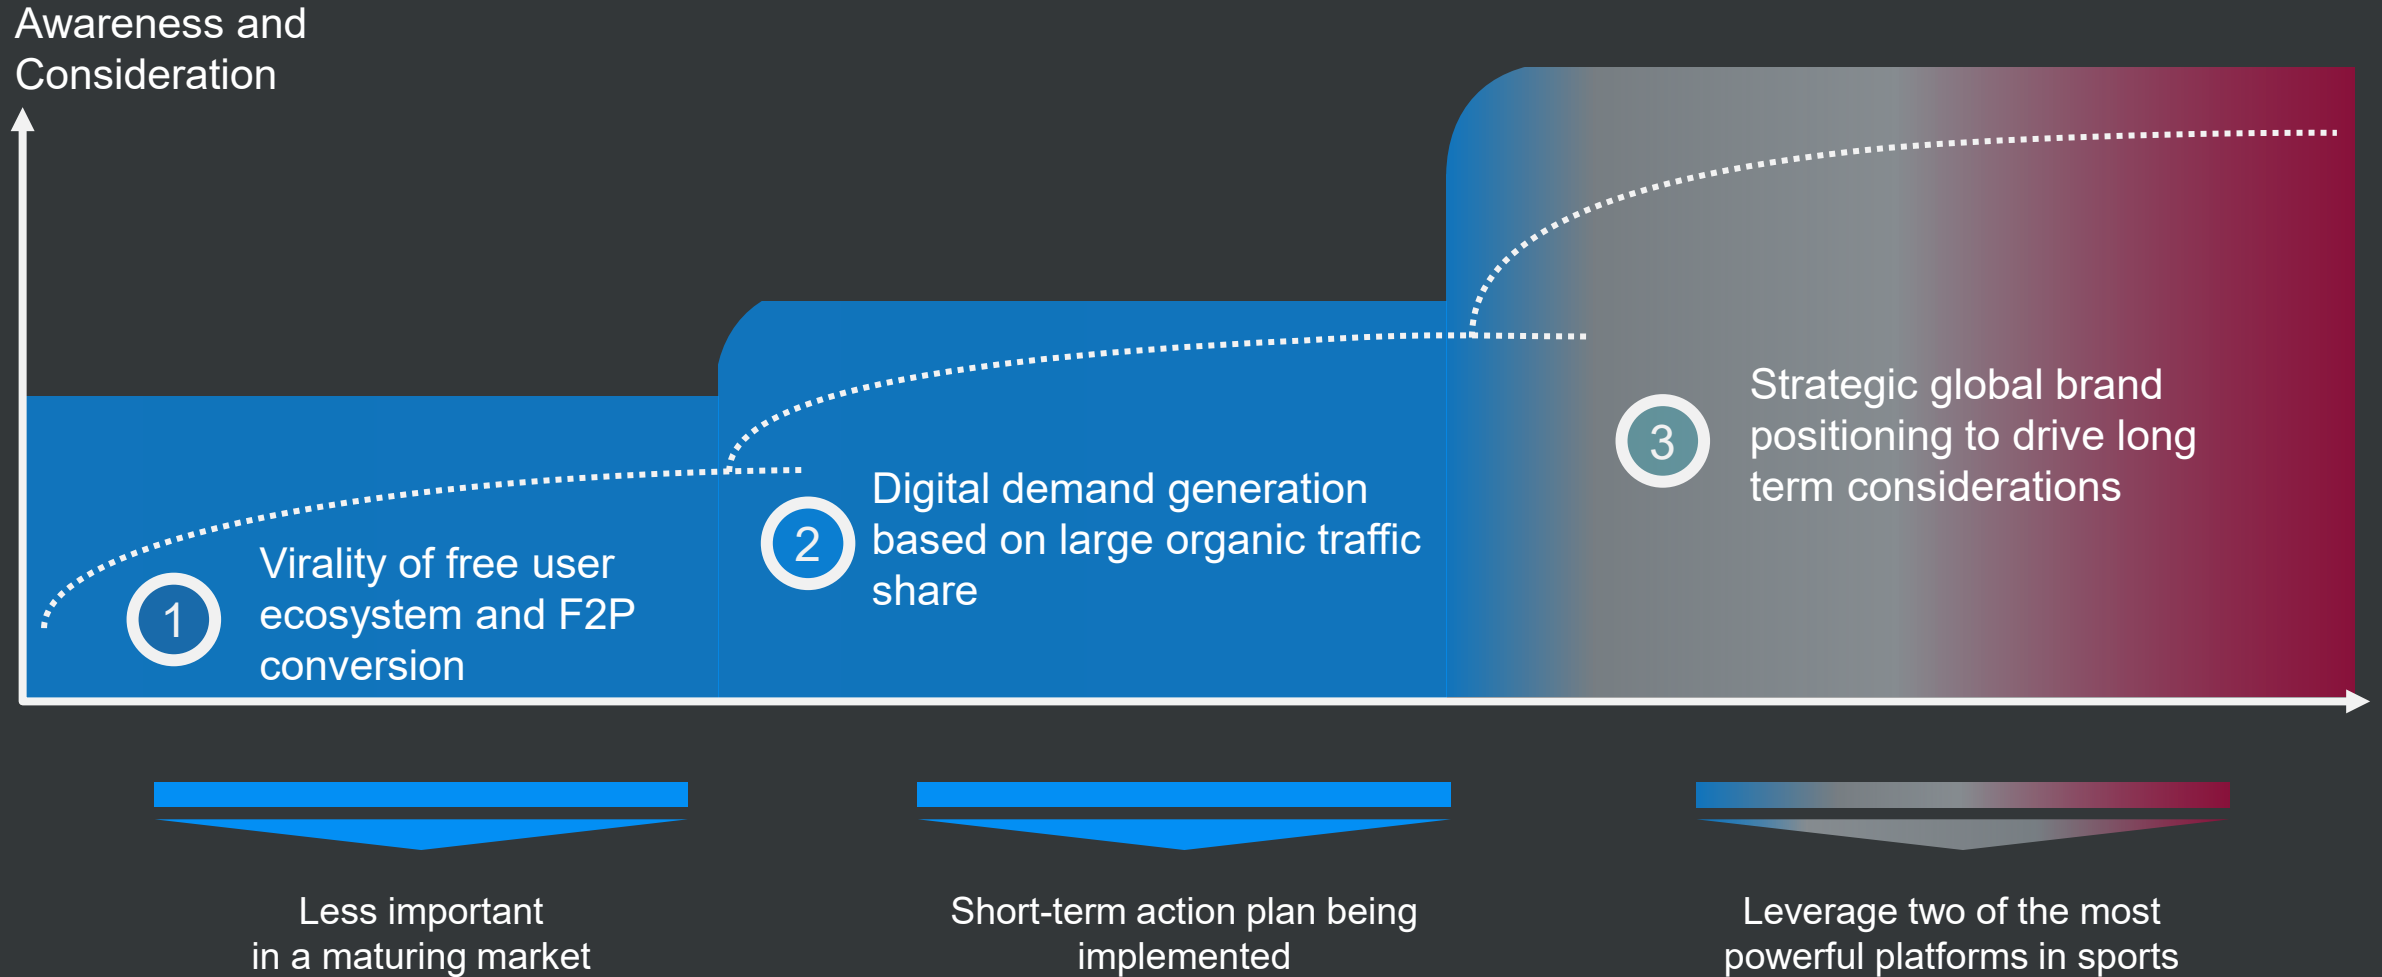 Awareness and
Consideration
1
Virality of free user
ecosystem and F2P
conversion
2
Digital demand generation
based on large organic traffic
share
3
Strategic global brand
positioning to drive long
term considerations
Less important
in a maturing market
Short-term action plan being
implemented
Leverage two of the most
powerful platforms in sports